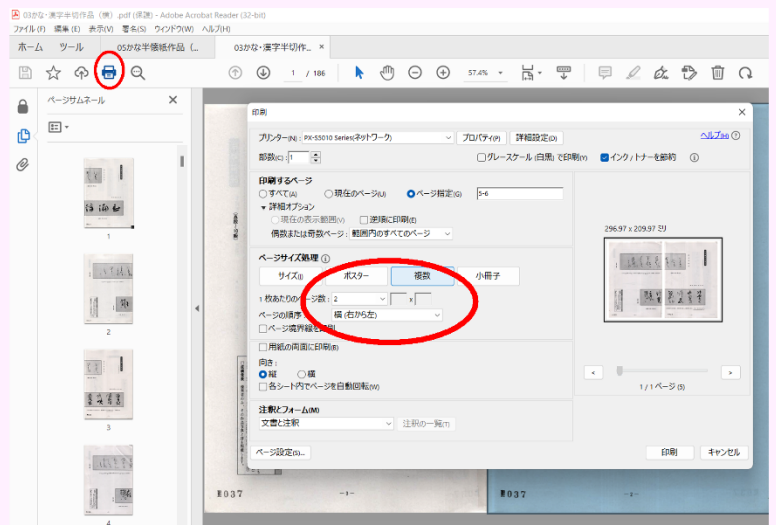 03かな・漢字半切作品（横）.pdf (保護) - Adobe Acrobat Reader (32-bit)
ファイル(F) 編集(E) 表示(V) 署名(S) ウィンドウ(W) ヘルプ(H)
ホーム ツール 05かな半懐紙作品（... 03かな・漢字半切作... ×
1 / 186 57.4%
ページサムネール ×
1
2
3
4
印刷 ×
プリンター(N) : PX-S5010 Series(ネットワーク) プロパティ(P) 詳細設定(D) ヘルプ(H)
部数(C) : 1 グレースケール (白黒) で印刷(Y) インク / トナーを節約
印刷するページ
すべて(A) 現在のページ(U) ページ指定(G) 5-6
詳細オプション
現在の表示範囲(V) 逆順に印刷(E)
偶数または奇数ページ : 範囲内のすべてのページ
296.97 x 209.97 ミリ
ページサイズ処理
サイズ(I) ポスター 複数 小冊子
1 枚あたりのページ数 : 2 x
ページの順序 : 横 (右から左)
ページ境界線を印刷
用紙の両面に印刷(B)
向き :
縦 横
各シート内でページを自動回転(W)
< >
1 / 1 ページ (5)
注釈とフォーム(M)
文書と注釈 注釈の一覧(T)
ページ設定(S)... 印刷 キャンセル
II037 -1- II037 -2-